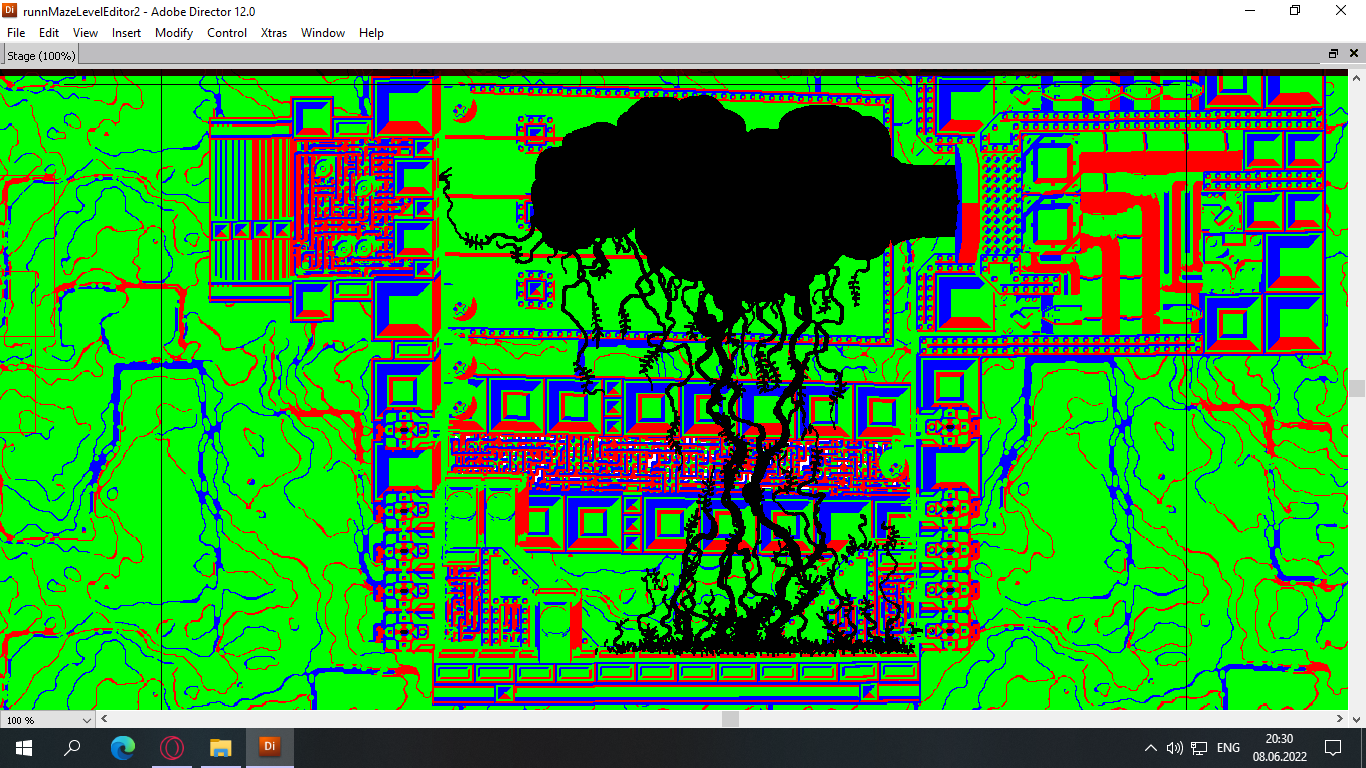 Di runnMazeLevelEditor2 - Adobe Director 12.0
File Edit View Insert Modify Control Xtras Window Help
Stage (100%)
100 %
Di
ENG
20:30
08.06.2022